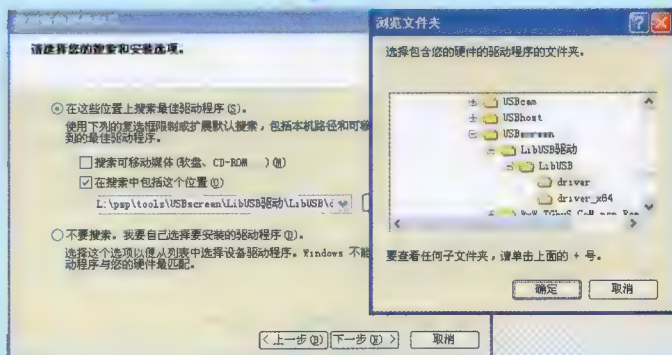 请选择您的搜索和安装选项。
在这些位置上搜索最佳驱动程序(S)。
使用下列的复选框限制或扩展默认搜索,包括本机路径和可移
到的最佳驱动程序。
搜索可移动媒体(软盘、CD-ROM )(M)
在搜索中包括这个位置(O)
L:\psp\tools\USBscreen\LibUSB驱动\LibUSB\d
不要搜索。我要自己选择要安装的驱动程序(D)。
选择这个选项以便从列表中选择设备驱动程序。Windows 不能
动程序与您的硬件最匹配。
<上一步(B)
下一步(N) >
取消
浏览文件夹
选择包含您的硬件的驱动程序的文件夹。
USBcam
USBhost
USBscreen
LibUSB驱动
LibUSB
driver
driver_x64
要查看任何子文件夹,请单击上面的 + 号。
确定
取消